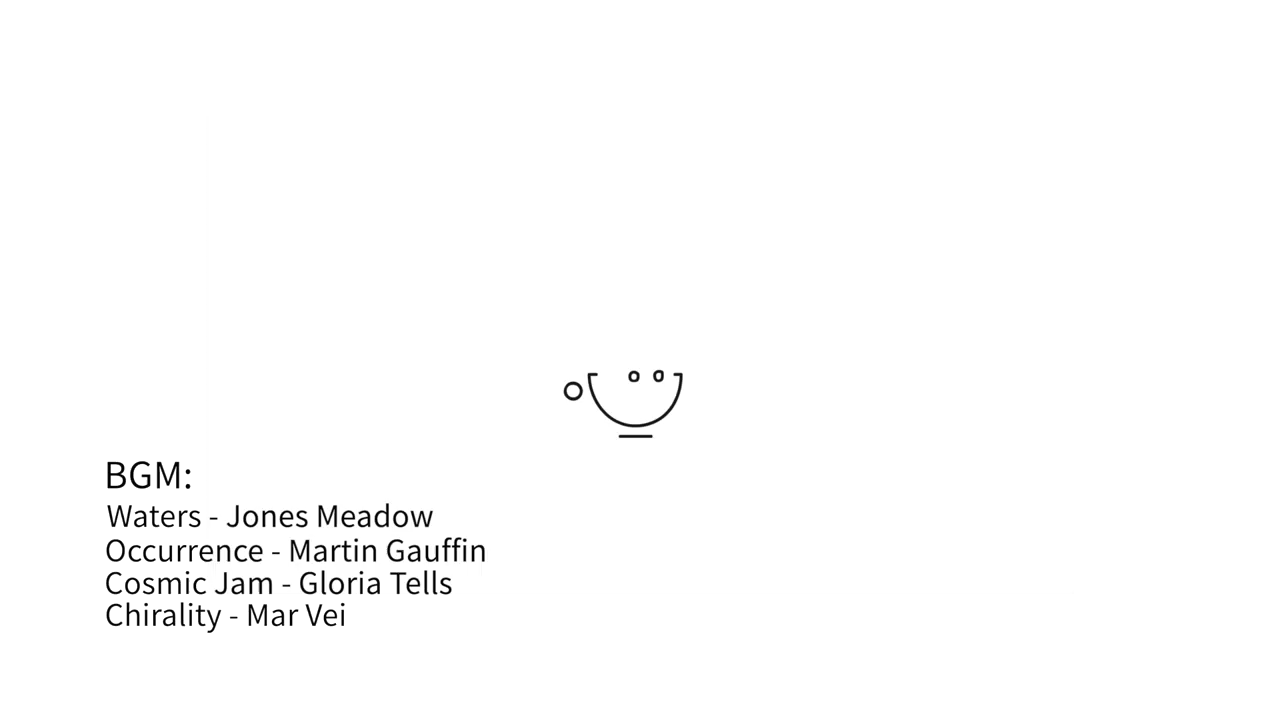 BGM:
Waters - Jones Meadow
Occurrence - Martin Gauffin
Cosmic Jam - Gloria Tells
Chirality - Mar Vei